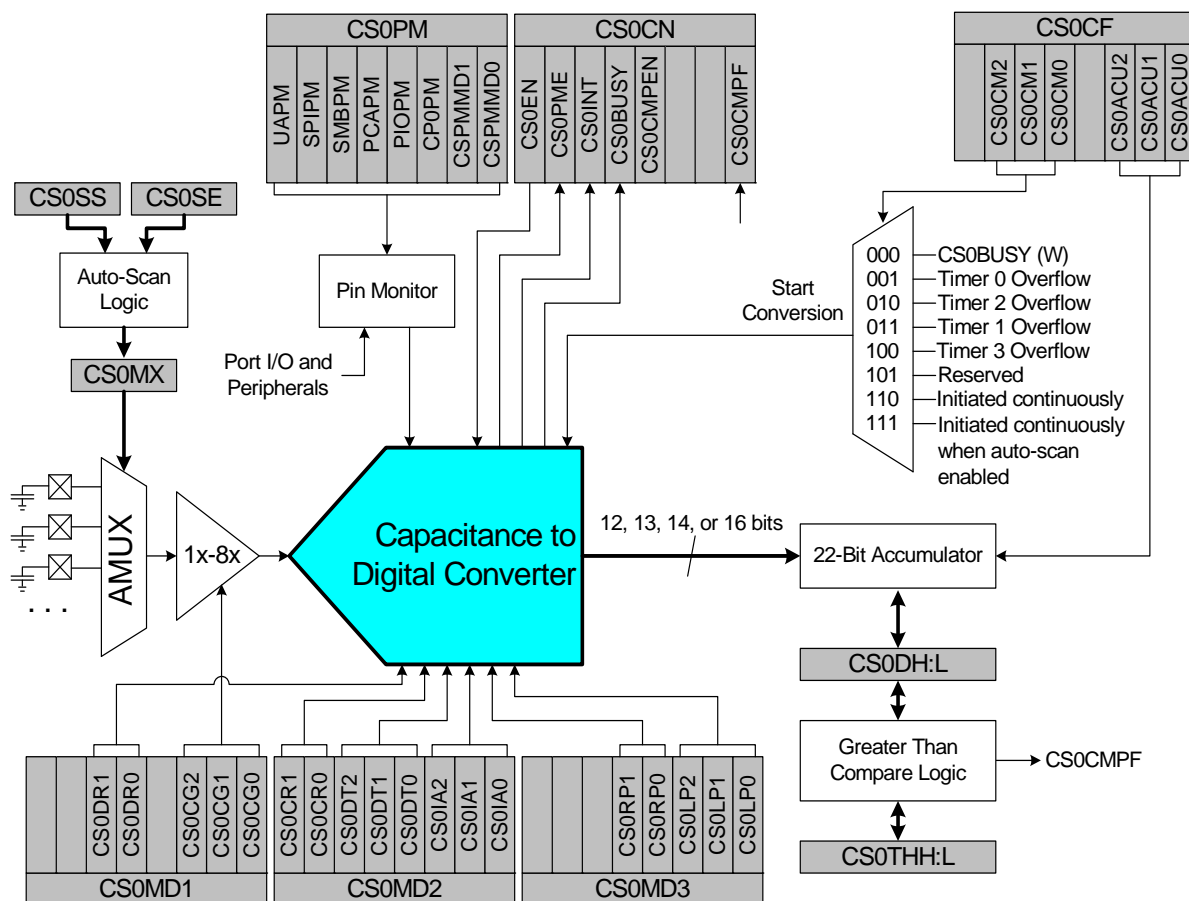 CS0PM
CS0CN
CS0CF
UAPM
SPIPM
SMBPM
PCAPM
PIOPM
CP0PM
CSPMMD1
CSPMMD0
CS0EN
CS0PME
CS0INT
CS0BUSY
CS0CMPEN
CS0CMPF
CS0CM2
CS0CM1
CS0CM0
CS0ACU2
CS0ACU1
CS0ACU0
CS0SS
CS0SE
Auto-Scan
Logic
Pin Monitor
Port I/O and
Peripherals
CS0MX
Start
Conversion
000 CS0BUSY (W)
001 Timer 0 Overflow
010 Timer 2 Overflow
011 Timer 1 Overflow
100 Timer 3 Overflow
101 Reserved
110 Initiated continuously
111 Initiated continuously
when auto-scan
enabled
AMUX
. . .
1x-8x
Capacitance to
Digital Converter
12, 13, 14, or 16 bits
22-Bit Accumulator
CS0DH:L
Greater Than
Compare Logic
CS0CMPF
CS0THH:L
CS0DR1
CS0DR0
CS0CG2
CS0CG1
CS0CG0
CS0CR1
CS0CR0
CS0DT2
CS0DT1
CS0DT0
CS0IA2
CS0IA1
CS0IA0
CS0RP1
CS0RP0
CS0LP2
CS0LP1
CS0LP0
CS0MD1
CS0MD2
CS0MD3